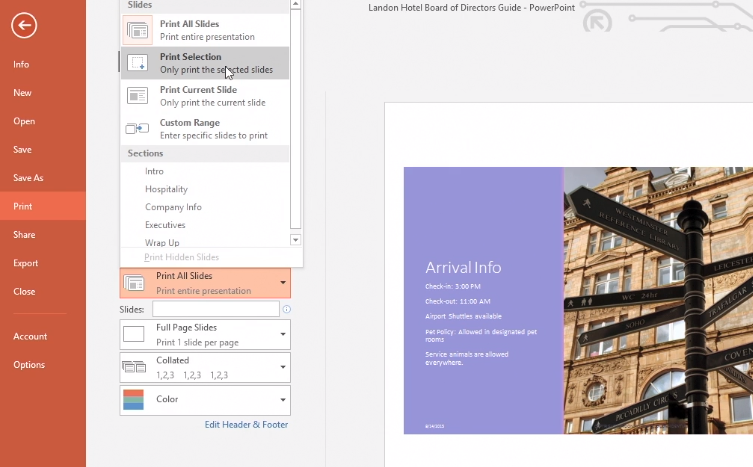 Landon Hotel Board of Directors Guide - PowerPoint
Info
New
Open
Save
Save As
Print
Share
Export
Close
Account
Options
Slides
Print All Slides
Print entire presentation
Print Selection
Only print the selected slides
Print Current Slide
Only print the current slide
Custom Range
Enter specific slides to print
Sections
Intro
Hospitality
Company Info
Executives
Wrap Up
Print Hidden Slides
Print All Slides
Print entire presentation
Slides:
Full Page Slides
Print 1 slide per page
Collated
1,2,3 1,2,3 1,2,3
Color
Edit Header & Footer
Arrival Info
Check-in: 3:00 PM
Check-out: 11:00 AM
Airport Shuttles available
Pet Policy: Allowed in designated pet
rooms
Service animals are allowed
everywhere.
WESTMINSTER
REFERENCE LIBRARY
LEICESTER
WC 24hr
TRAFALGAR
SOHO
COVEN
PICCADILLY CIRCUS